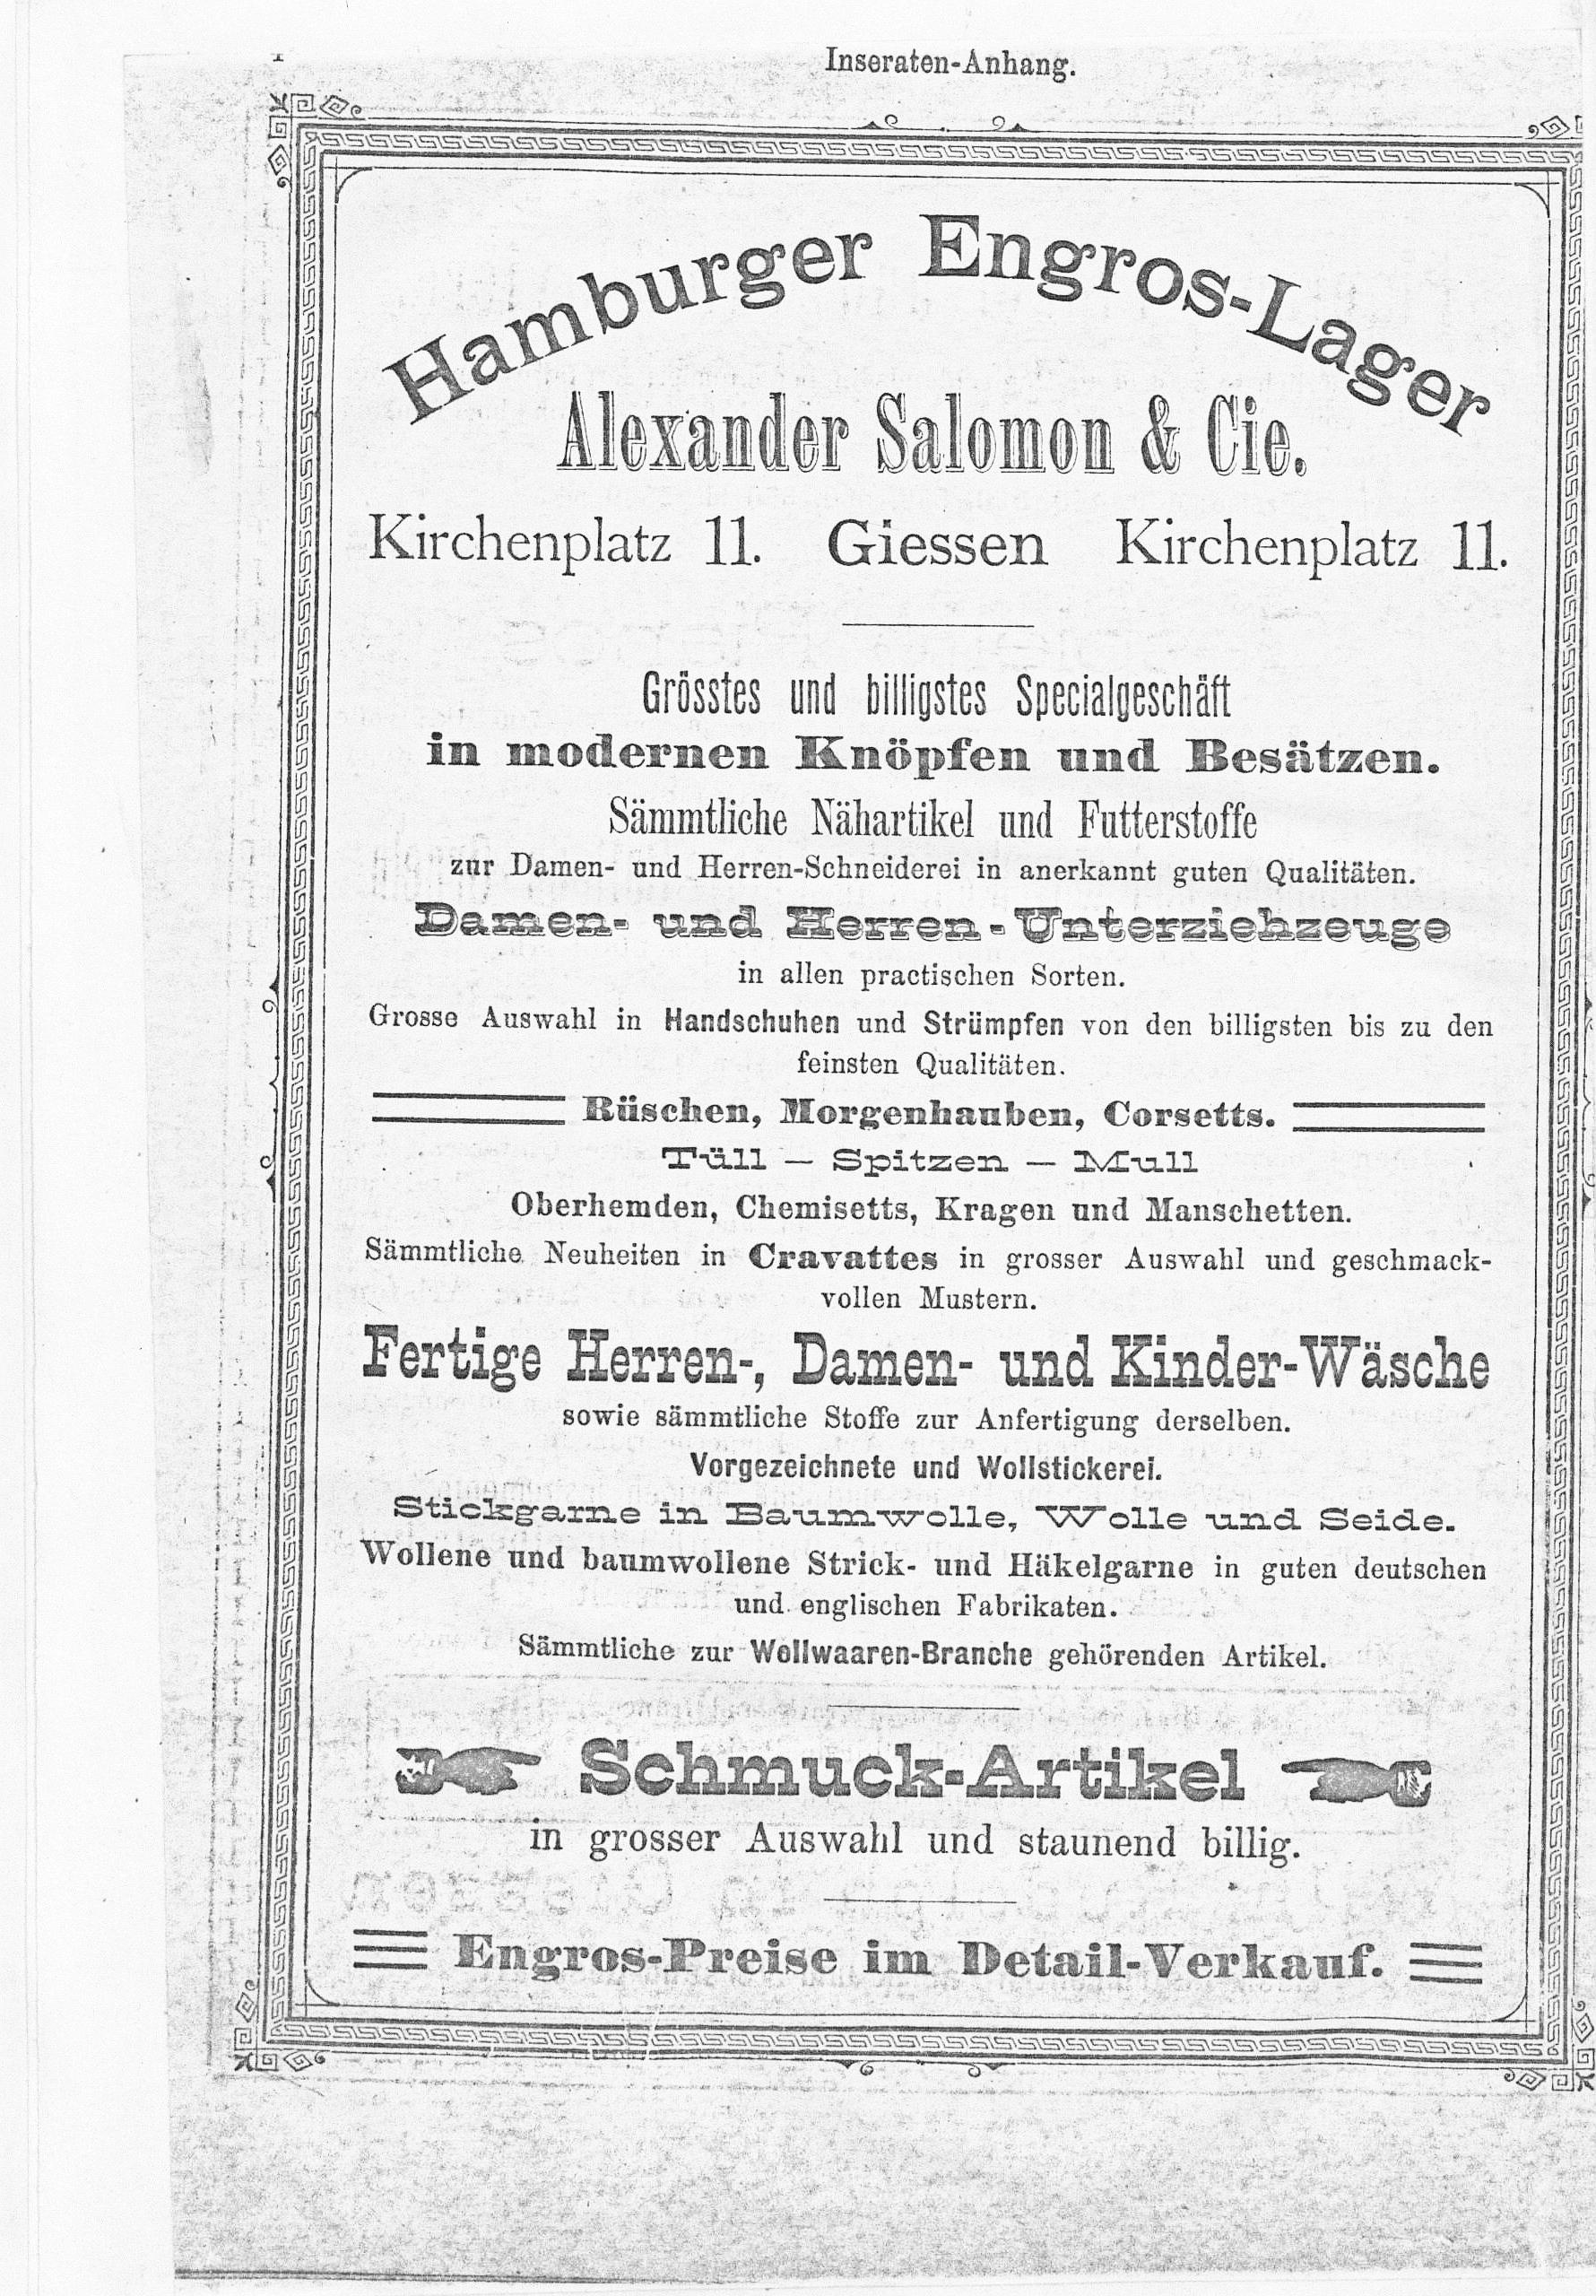 Inseraten-Anhang.
Hamburger Engros-Lager
Alexander Salomon & Cie.
Kirchenplatz 11. Giessen Kirchenplatz 11.
Grösstes und billigstes Specialgeschäft
in modernen Knöpfen und Besätzen.
Sämmtliche Nähartikel und Futterstoffe
zur Damen- und Herren-Schneiderei in anerkannt guten Qualitäten.
Damen- und Herren-Unterziehzeuge
in allen practischen Sorten.
Grosse Auswahl in Handschuhen und Strümpfen von den billigsten bis zu den
feinsten Qualitäten.
Rüschen, Morgenhauben, Corsetts.
Tüll — Spitzen — Mull
Oberhemden, Chemisetts, Kragen und Manschetten.
Sämmtliche Neuheiten in Cravattes in grosser Auswahl und geschmack-
vollen Mustern.
Fertige Herren-, Damen- und Kinder-Wäsche
sowie sämmtliche Stoffe zur Anfertigung derselben.
Vorgezeichnete und Wollstickerei.
Stickgarne in Baumwolle, Wolle und Seide.
Wollene und baumwollene Strick- und Häkelgarne in guten deutschen
und englischen Fabrikaten.
Sämmtliche zur Wollwaaren-Branche gehörenden Artikel.
Schmuck-Artikel
in grosser Auswahl und staunend billig.
Engros-Preise im Detail-Verkauf.